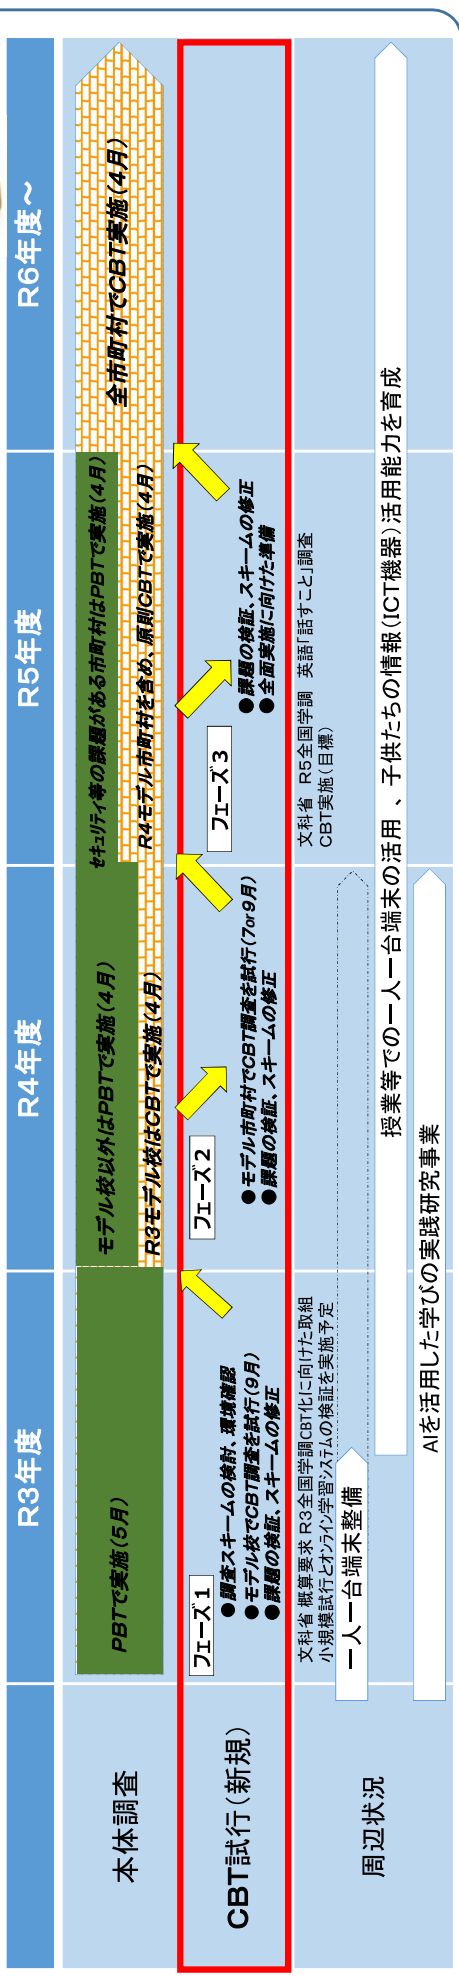 R3年度
R4年度
R5年度
R6年度～
本体調査
PBTで実施(5月)
モデル校以外はPBTで実施(4月)
R3モデル校はCBTで実施(4月)
セキュリティ等の課題がある市町村はPBTで実施(4月)
R4モデル市町村を含め、原則CBTで実施(4月)
全市町村でCBT実施(4月)
CBT試行(新規)
フェーズ1
●調査スキームの検討、環境確認
●モデル校でCBT調査を試行(9月)
●課題の検証、スキームの修正
フェーズ2
●モデル市町村でCBT調査を試行(7or9月)
●課題の検証、スキームの修正
フェーズ3
●課題の検証、スキームの修正
●全面実施に向けた準備
周辺状況
文科省 概算要求 R3全国学調CBT化に向けた取組
小規模試行とオンライン学習システムの検証を実施予定
文科省 R5全国学調 英語「話すこと」調査
CBT実施(目標)
一人一台端末整備
授業等での一人一台端末の活用 、子供たちの情報(ICT機器)活用能力を育成
AIを活用した学びの実践研究事業